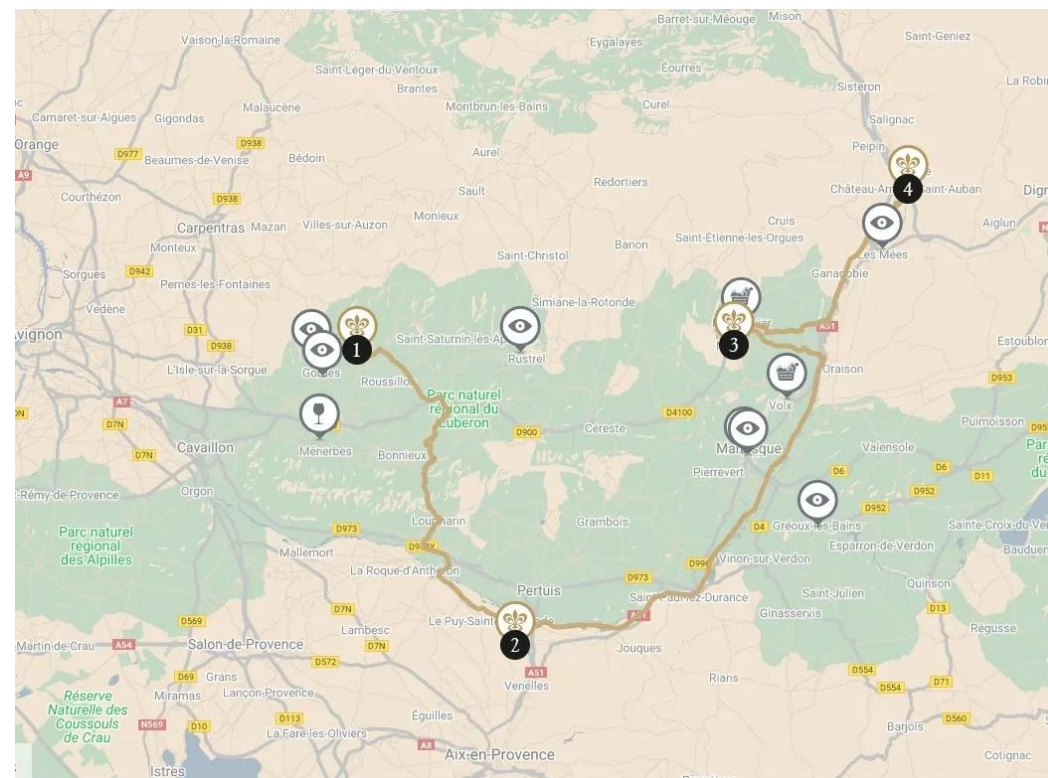 Barret-sur-Méouge
Mison
Vaison-la-Romaine
Eygalayes
Saint-Geniez
Saint-Léger-du-Ventoux
Éourres
Brantes
Sisteron
La Robin
Malaucène
Montbrun-les-Bains
Curel
Camaret-sur-Aigues
Gigondas
Salignac
Orange
D938
Peipin
D977
Beaumes-de-Venise
Bédoin
Aurel
A9
Redortiers
4
Château-Ar
Saint-Auban
Dign
Courthézon
D938
Sault
Carpentras
Mazan
Villes-sur-Auzon
Monieux
Cruis
Aiglun
Monteux
Saint-Étienne-les-Orgues
Banon
Saint-Christol
Les Mées
Sorgues
D942
Ganagobie
Pernes-les-Fontaines
Simiane-la-Rotonde
Vedène
Avignon
D31
A51
D938
1
Saint-Saturnin-lès-Ap
3
Estoublon
Gordes
Rustrel
L'Isle-sur-la-Sorgue
Roussillon
Oraison
D953
A7
Parc naturel
régional du
Luberon
Volx
D7N
D4100
Puimoisson
D900
Céreste
Cavaillon
Ménerbes
Bonnieux
Manosque
Valensole
D7N
Pierrevert
D6
D6
D11
Orgon
D952
t-Rémy-de-Provence
D952
Lourmarin
Grambois
Gréoux-les-Bains
D973
D4
Sainte-Croix-du-Ve
Parc naturel
régional
des Alpilles
Mallemort
Esparron-de-Verdon
Bauduen
Vinon-sur-Verdon
La Roque-d'Anthéron
D973
Quinson
Pertuis
Saint-Julien
D7N
Saint-Paul-lez-Durance
D13
Ginasservis
D569
Le Puy-Sainte
A51
Lambesc
Régusse
Martin-de-Crau
A54
Salon-de-Provence
D7N
2
Jouques
D572
D554
D69
Grans
A51
Rians
D71
Miramas
Lançon-Provence
Venelles
D554
Réserve
Naturelle des
Coussouls
de Crau
N569
D10
D113
Éguilles
Barjols
D560
La Fare-les-Oliviers
A8
Aix-en-Provence
Cotignac
Istres